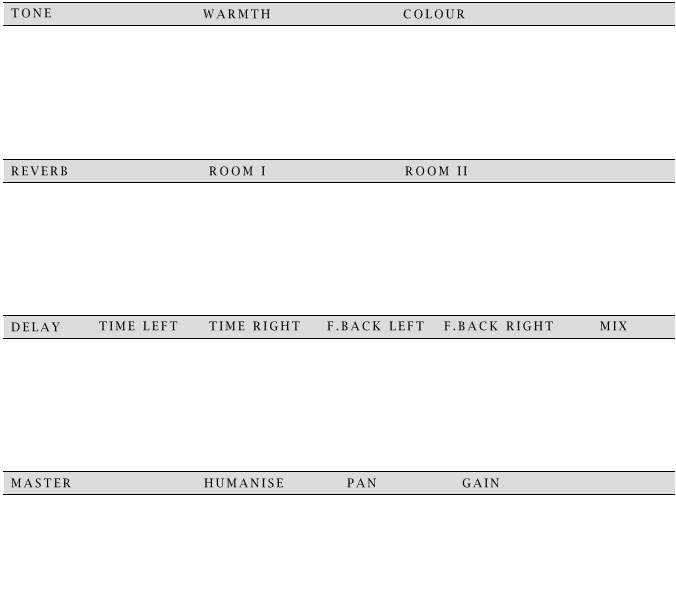 TONE WARMTH COLOUR
REVERB ROOM I ROOM II
DELAY TIME LEFT TIME RIGHT F.BACK LEFT F.BACK RIGHT MIX
MASTER HUMANISE PAN GAIN